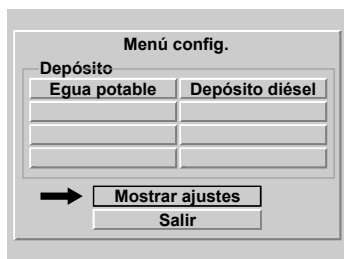 Menú config.
Depósito
Egua potable Depósito diésel
Mostrar ajustes
Salir